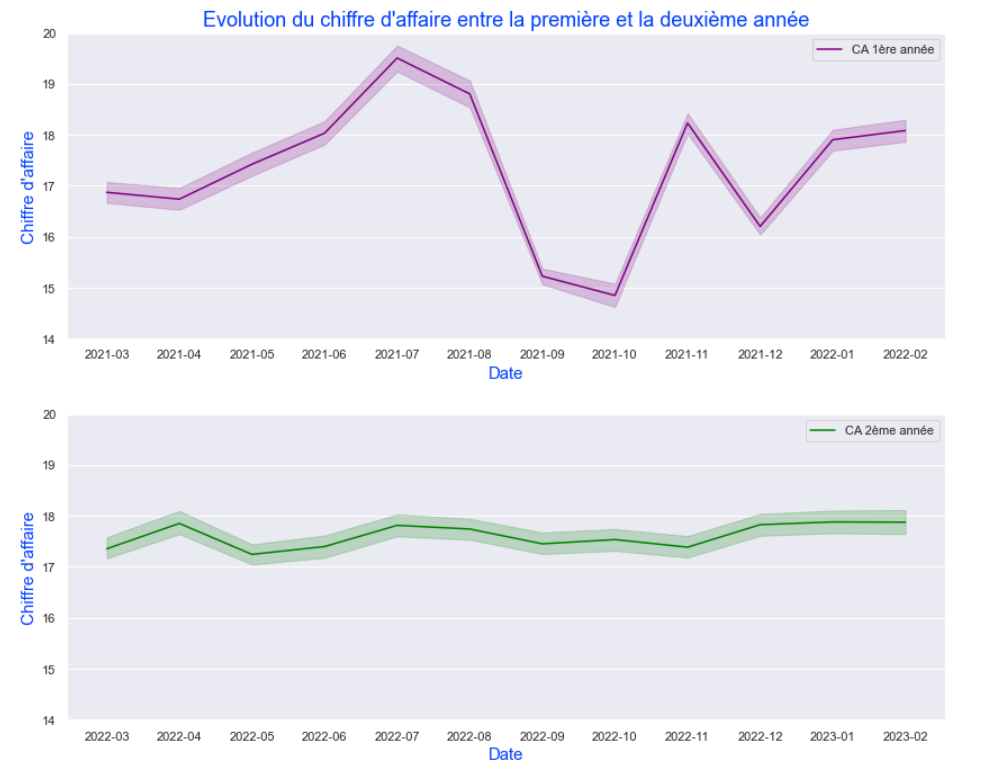 Evolution du chiffre d'affaire entre la première et la deuxième année
CA 1ère année
Chiffre d'affaire
20
19
18
17
16
15
14
2021-03 2021-04 2021-05 2021-06 2021-07 2021-08 2021-09 2021-10 2021-11 2021-12 2022-01 2022-02
Date
CA 2ème année
Chiffre d'affaire
20
19
18
17
16
15
14
2022-03 2022-04 2022-05 2022-06 2022-07 2022-08 2022-09 2022-10 2022-11 2022-12 2023-01 2023-02
Date